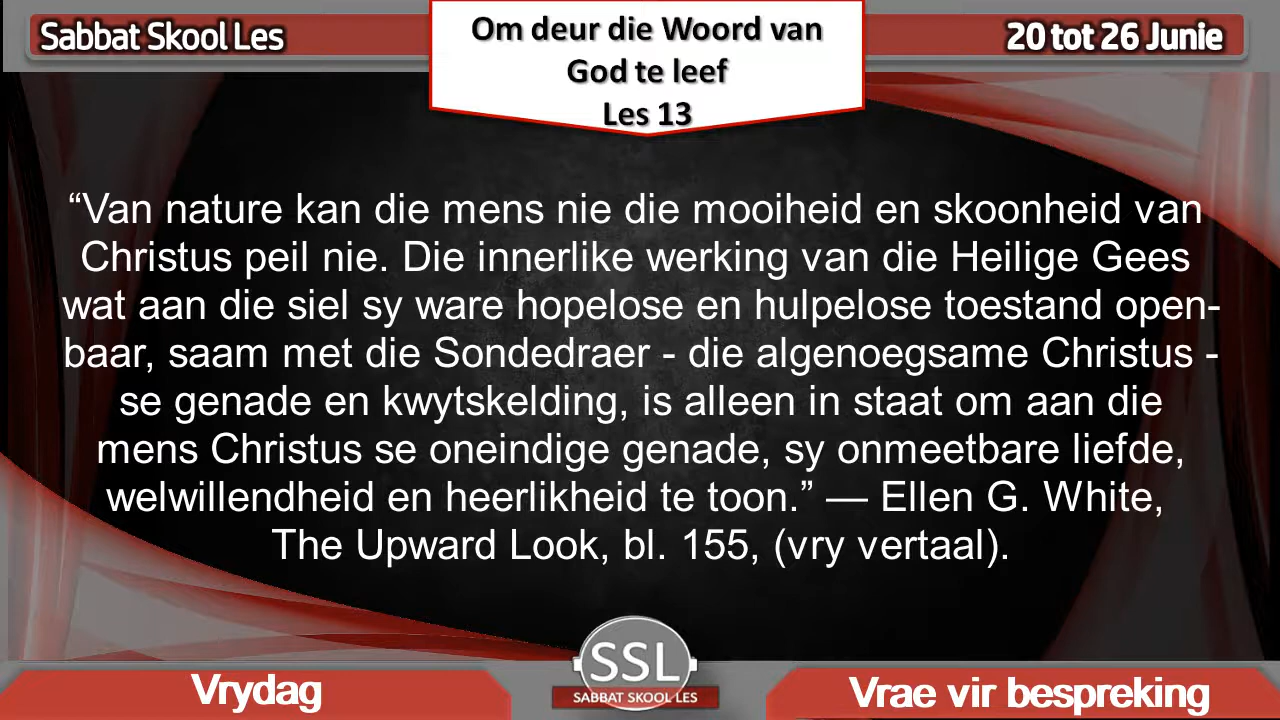 Sabbat Skool Les
Om deur die Woord van
God te leef
Les 13
20 tot 26 Junie
“Van nature kan die mens nie die mooiheid en skoonheid van
Christus peil nie. Die innerlike werking van die Heilige Gees
wat aan die siel sy ware hopelose en hulpelose toestand open-
baar, saam met die Sondedraer - die algenoegsame Christus -
se genade en kwytskelding, is alleen in staat om aan die
mens Christus se oneindige genade, sy onmeetbare liefde,
welwillendheid en heerlikheid te toon.” — Ellen G. White,
The Upward Look, bl. 155, (vry vertaal).
Vrydag
SSL
SABBAT SKOOL LES
Vrae vir bespreking